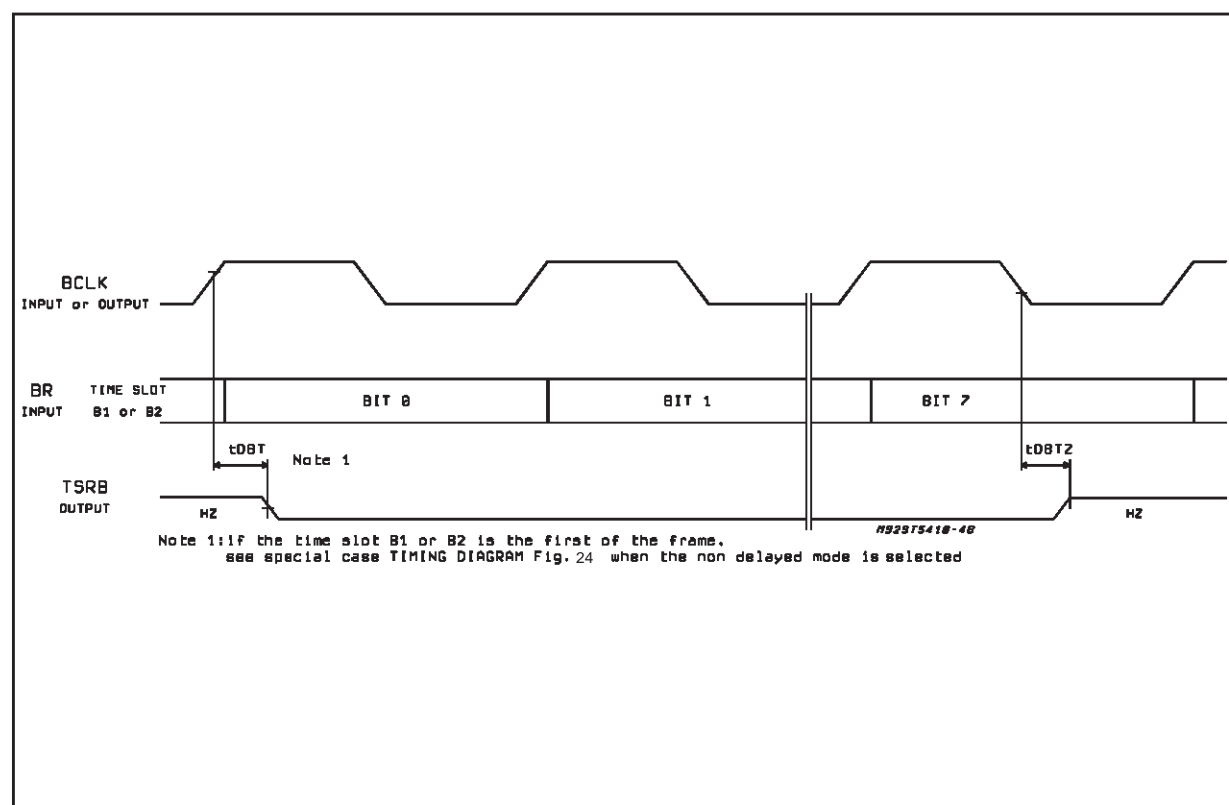 BCLK
INPUT or OUTPUT
BR TIME SLOT
INPUT B1 or B2
BIT 0
BIT 1
BIT 7
tDBT
Note 1
tDBTZ
TSRB
OUTPUT
HZ
HZ
M92ST5410-48
Note 1:if the time slot B1 or B2 is the first of the frame.
see special case TIMING DIAGRAM Fig. 24 when the non delayed mode is selected